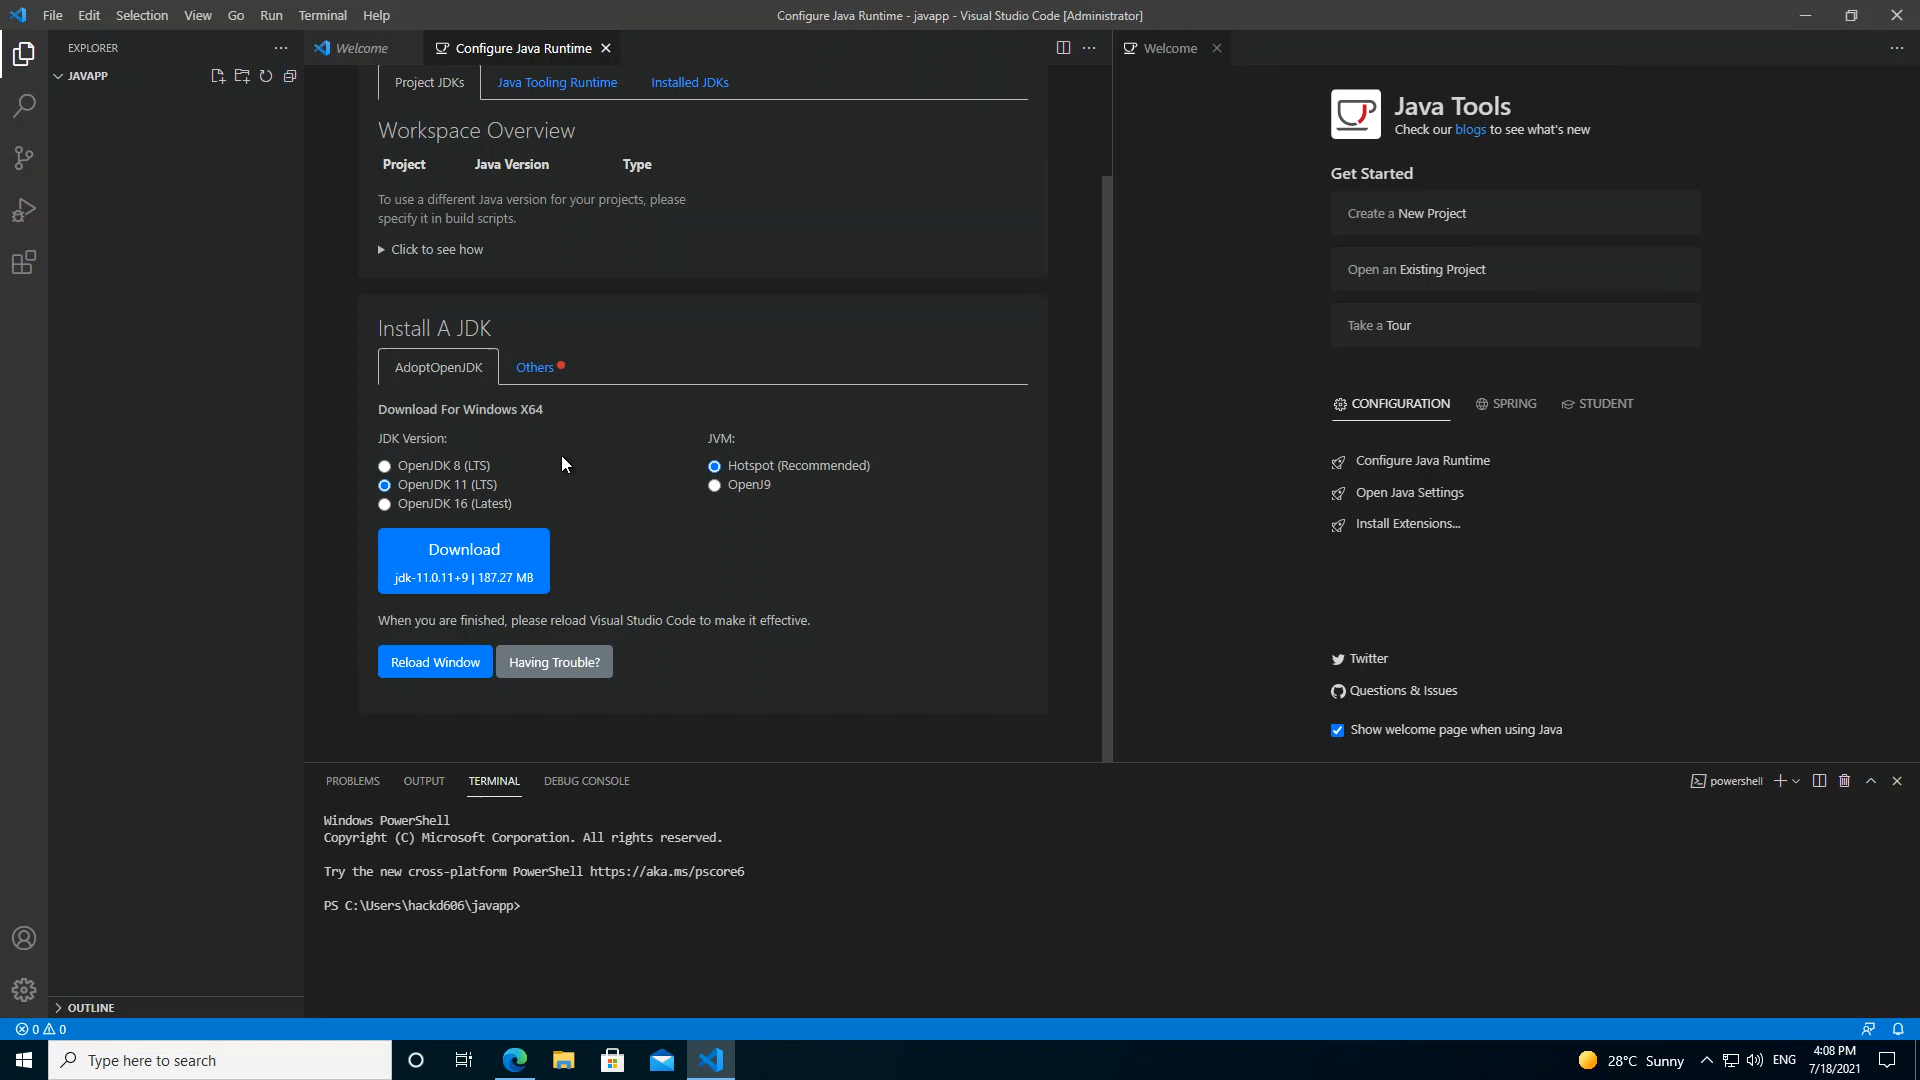 File Edit Selection View Go Run Terminal Help
Configure Java Runtime - javapp - Visual Studio Code [Administrator]
EXPLORER
JAVAPP
OUTLINE
Welcome
Configure Java Runtime
Project JDKs
Java Tooling Runtime
Installed JDKs
Workspace Overview
Project Java Version Type
To use a different Java version for your projects, please
specify it in build scripts.
Click to see how
Install A JDK
AdoptOpenJDK
Others
Download For Windows X64
JDK Version:
OpenJDK 8 (LTS)
OpenJDK 11 (LTS)
OpenJDK 16 (Latest)
JVM:
Hotspot (Recommended)
OpenJ9
Download
jdk-11.0.11+9 | 187.27 MB
When you are finished, please reload Visual Studio Code to make it effective.
Reload Window
Having Trouble?
Welcome
Java Tools
Check our blogs to see what's new
Get Started
Create a New Project
Open an Existing Project
Take a Tour
CONFIGURATION
SPRING
STUDENT
Configure Java Runtime
Open Java Settings
Install Extensions...
Twitter
Questions & Issues
Show welcome page when using Java
PROBLEMS OUTPUT TERMINAL DEBUG CONSOLE
powershell
Windows PowerShell
Copyright (C) Microsoft Corporation. All rights reserved.
Try the new cross-platform PowerShell https://aka.ms/pscore6
PS C:\Users\hackd606\javapp>
0 0
Type here to search
28°C Sunny
ENG
4:08 PM
7/18/2021